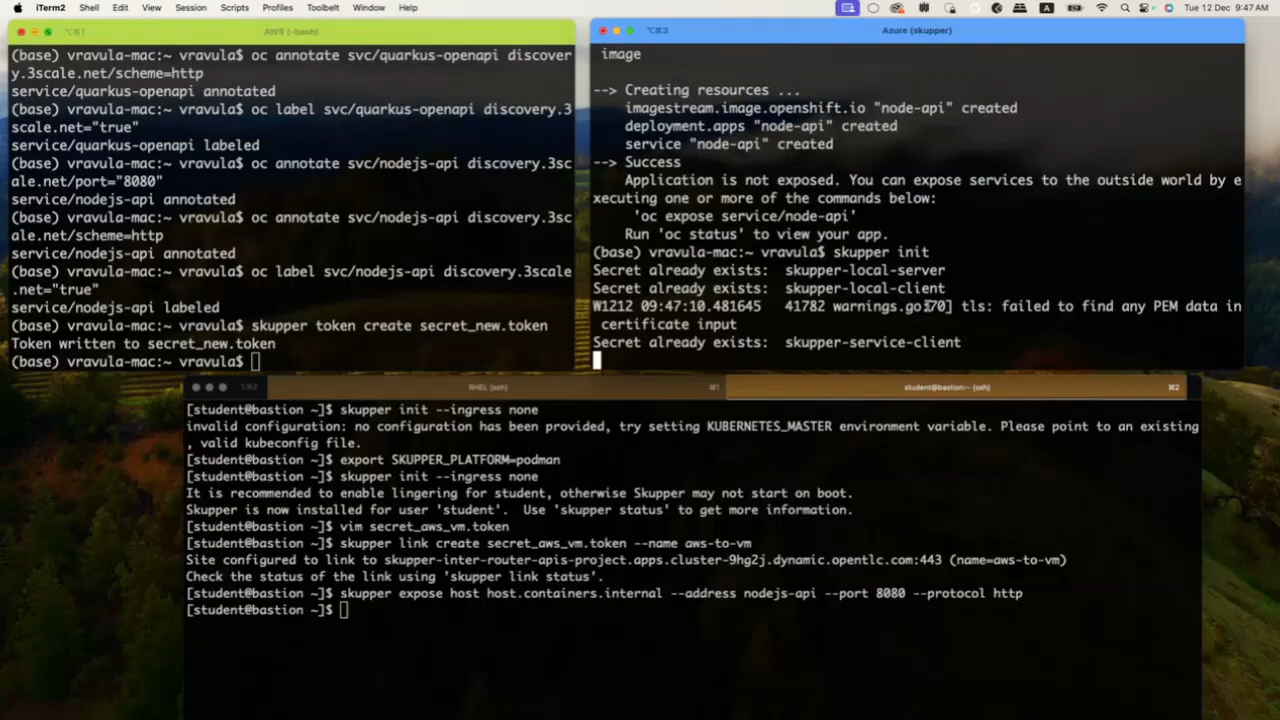 iTerm2 Shell Edit View Session Scripts Profiles Toolbelt Window Help
A Tue 12 Dec 9:47 AM
⌥⌘1 AWS (-bash)
(base) vravula-mac:~ vravula$ oc annotate svc/quarkus-openapi discover
y.3scale.net/scheme=http
service/quarkus-openapi annotated
(base) vravula-mac:~ vravula$ oc label svc/quarkus-openapi discovery.3
scale.net="true"
service/quarkus-openapi labeled
(base) vravula-mac:~ vravula$ oc annotate svc/nodejs-api discovery.3sc
ale.net/port="8080"
service/nodejs-api annotated
(base) vravula-mac:~ vravula$ oc annotate svc/nodejs-api discovery.3sc
ale.net/scheme=http
service/nodejs-api annotated
(base) vravula-mac:~ vravula$ oc label svc/nodejs-api discovery.3scale
.net="true"
service/nodejs-api labeled
(base) vravula-mac:~ vravula$ skupper token create secret_new.token
Token written to secret_new.token
(base) vravula-mac:~ vravula$
⌥⌘3 Azure (skupper)
image
--> Creating resources ...
imagestream.image.openshift.io "node-api" created
deployment.apps "node-api" created
service "node-api" created
--> Success
Application is not exposed. You can expose services to the outside world by e
xecuting one or more of the commands below:
'oc expose service/node-api'
Run 'oc status' to view your app.
(base) vravula-mac:~ vravula$ skupper init
Secret already exists:  skupper-local-server
Secret already exists:  skupper-local-client
W1212 09:47:10.481645   41782 warnings.go:70] tls: failed to find any PEM data in
certificate input
Secret already exists:  skupper-service-client
⌥⌘2 RHEL (ssh) ⌘1 student@bastion:~ (ssh) ⌘2
[student@bastion ~]$ skupper init --ingress none
invalid configuration: no configuration has been provided, try setting KUBERNETES_MASTER environment variable. Please point to an existing
, valid kubeconfig file.
[student@bastion ~]$ export SKUPPER_PLATFORM=podman
[student@bastion ~]$ skupper init --ingress none
It is recommended to enable lingering for student, otherwise Skupper may not start on boot.
Skupper is now installed for user 'student'.  Use 'skupper status' to get more information.
[student@bastion ~]$ vim secret_aws_vm.token
[student@bastion ~]$ skupper link create secret_aws_vm.token --name aws-to-vm
Site configured to link to skupper-inter-router-apis-project.apps.cluster-9hg2j.dynamic.opentlc.com:443 (name=aws-to-vm)
Check the status of the link using 'skupper link status'.
[student@bastion ~]$ skupper expose host host.containers.internal --address nodejs-api --port 8080 --protocol http
[student@bastion ~]$